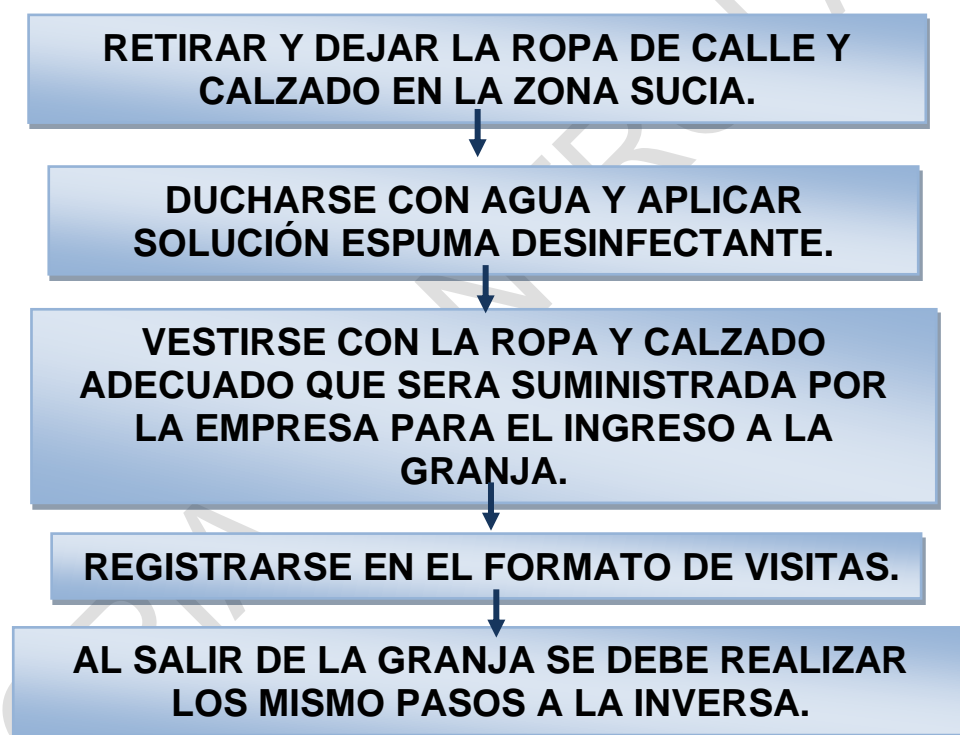 RETIRAR Y DEJAR LA ROPA DE CALLE Y
CALZADO EN LA ZONA SUCIA.
DUCHARSE CON AGUA Y APLICAR
SOLUCIÓN ESPUMA DESINFECTANTE.
VESTIRSE CON LA ROPA Y CALZADO
ADECUADO QUE SERA SUMINISTRADA POR
LA EMPRESA PARA EL INGRESO A LA
GRANJA.
REGISTRARSE EN EL FORMATO DE VISITAS.
AL SALIR DE LA GRANJA SE DEBE REALIZAR
LOS MISMO PASOS A LA INVERSA.